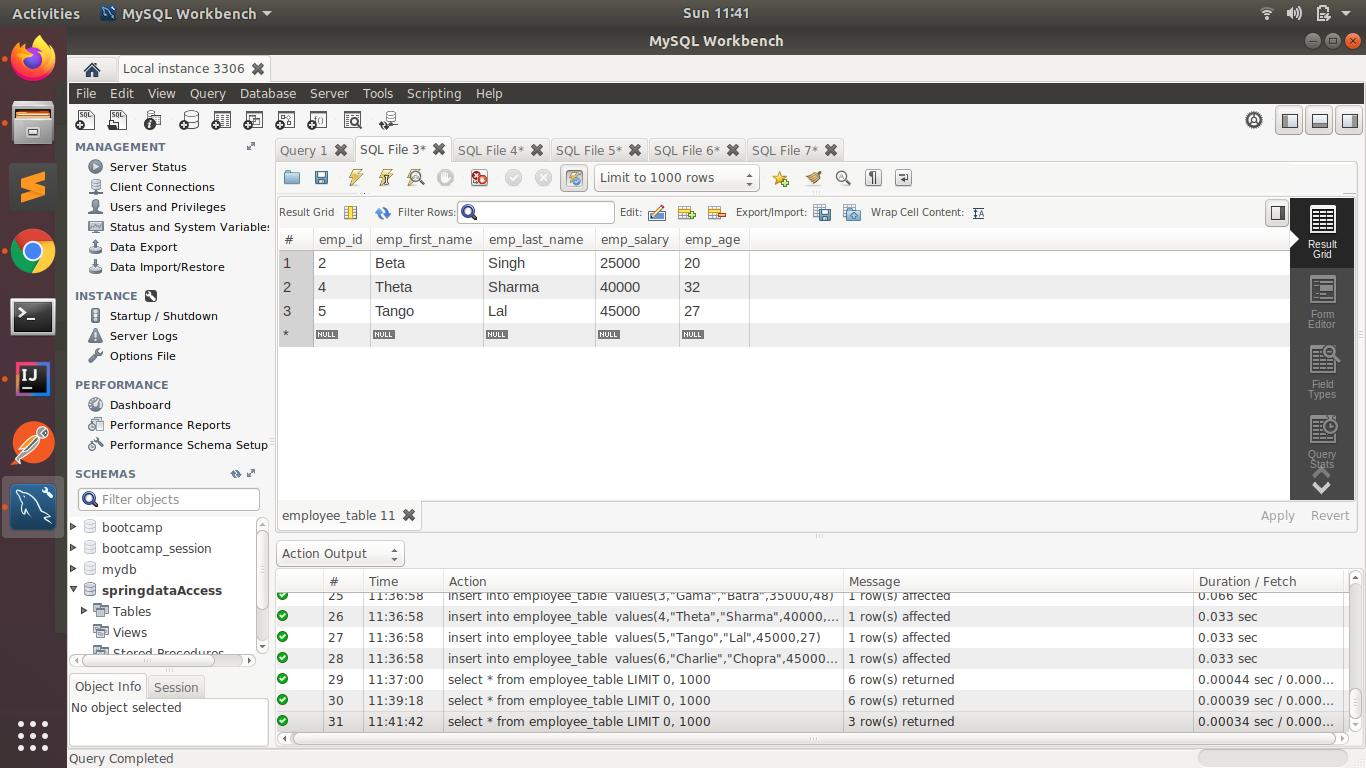 Activities MySQL Workbench Sun 11:41
MySQL Workbench
Local instance 3306
File Edit View Query Database Server Tools Scripting Help
MANAGEMENT
Server Status
Client Connections
Users and Privileges
Status and System Variables
Data Export
Data Import/Restore
INSTANCE
Startup / Shutdown
Server Logs
Options File
PERFORMANCE
Dashboard
Performance Reports
Performance Schema Setup
SCHEMAS
Filter objects
bootcamp
bootcamp_session
mydb
springdataAccess
Tables
Views
Stored Procedures
Object Info Session
No object selected
Query 1 SQL File 3* SQL File 4* SQL File 5* SQL File 6* SQL File 7*
Limit to 1000 rows
Result Grid Filter Rows: Edit: Export/Import: Wrap Cell Content:
# emp_id emp_first_name emp_last_name emp_salary emp_age
1 2 Beta Singh 25000 20
2 4 Theta Sharma 40000 32
3 5 Tango Lal 45000 27
* NULL NULL NULL NULL NULL
Result
Grid
Form
Editor
Field
Types
Query
Stats
employee_table 11 Apply Revert
Action Output
# Time Action Message Duration / Fetch
25 11:36:58 insert into employee_table values(3,"Gama","Batra",35000,48) 1 row(s) affected 0.066 sec
26 11:36:58 insert into employee_table values(4,"Theta","Sharma",40000,... 1 row(s) affected 0.033 sec
27 11:36:58 insert into employee_table values(5,"Tango","Lal",45000,27) 1 row(s) affected 0.033 sec
28 11:36:58 insert into employee_table values(6,"Charlie","Chopra",45000... 1 row(s) affected 0.033 sec
29 11:37:00 select * from employee_table LIMIT 0, 1000 6 row(s) returned 0.00044 sec / 0.000...
30 11:39:18 select * from employee_table LIMIT 0, 1000 6 row(s) returned 0.00039 sec / 0.000...
31 11:41:42 select * from employee_table LIMIT 0, 1000 3 row(s) returned 0.00034 sec / 0.000...
Query Completed